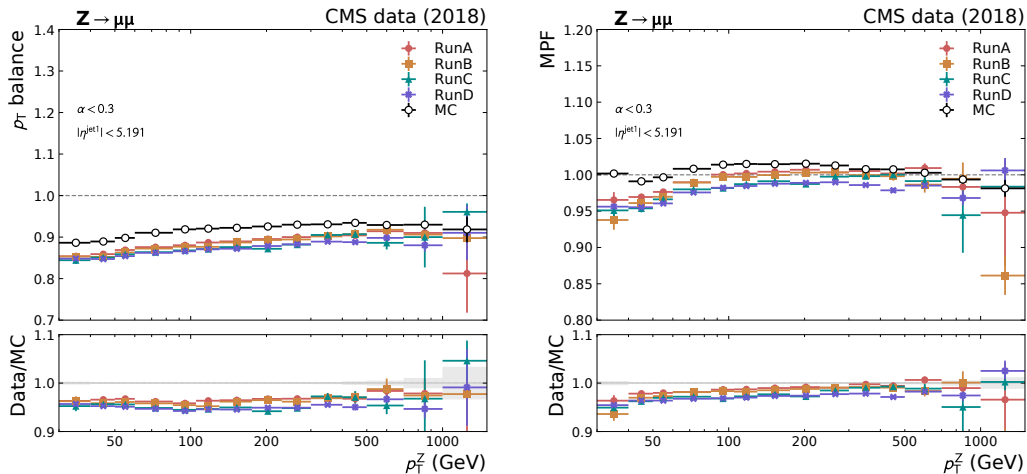 Z → μμ CMS data (2018)
p_T balance
1.4
1.3
1.2
1.1
1.0
0.9
0.8
0.7
RunA
RunB
RunC
RunD
MC
α < 0.3
|η^jet1| < 5.191
Data/MC
1.1
1.0
0.9
50 100 200 500 1000
p_T^Z (GeV)
Z → μμ CMS data (2018)
MPF
1.20
1.15
1.10
1.05
1.00
0.95
0.90
0.85
0.80
RunA
RunB
RunC
RunD
MC
α < 0.3
|η^jet1| < 5.191
Data/MC
1.1
1.0
0.9
50 100 200 500 1000
p_T^Z (GeV)